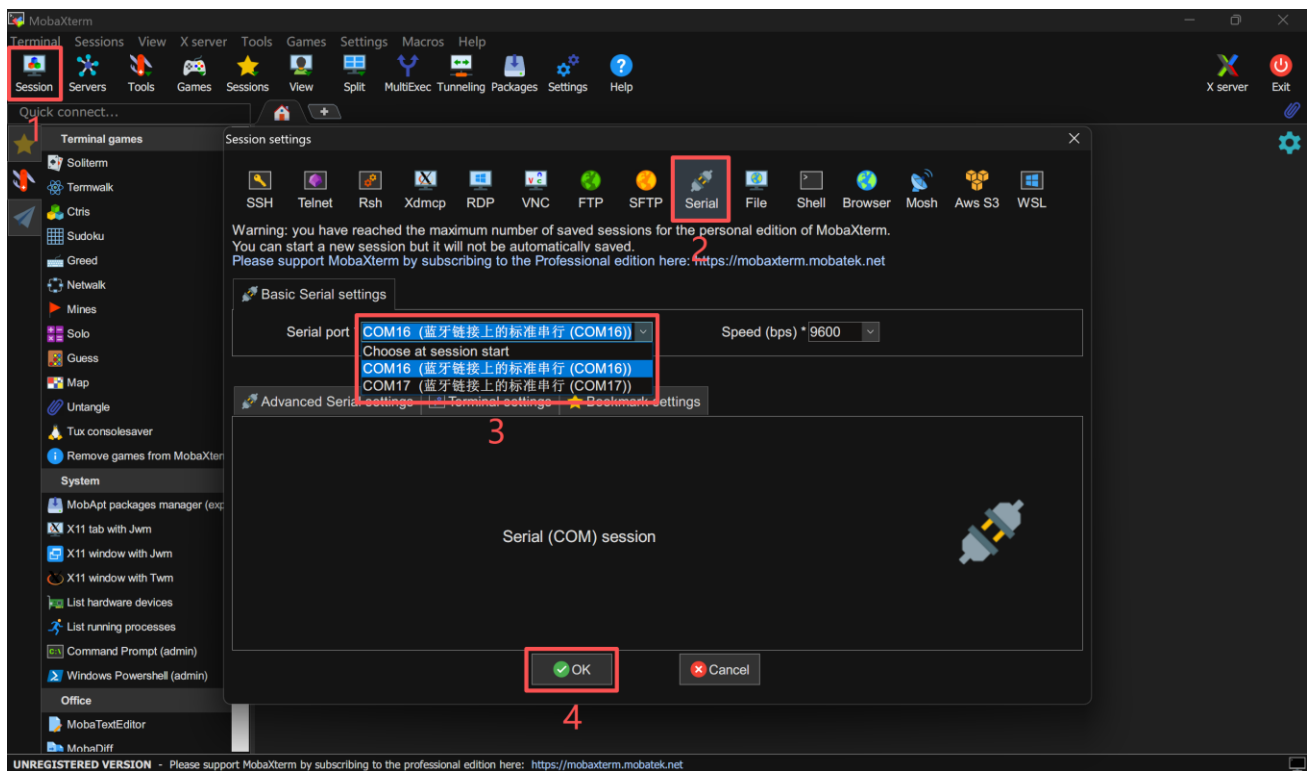 MobaXterm
Terminal Sessions View X server Tools Games Settings Macros Help
Session Servers Tools Games Sessions View Split MultiExec Tunneling Packages Settings Help X server Exit
Quick connect...
1
Terminal games
Soliterm
Termwalk
Ctris
Sudoku
Greed
Netwalk
Mines
Solo
Guess
Map
Untangle
Tux consolesaver
Remove games from MobaXter
System
MobApt packages manager (exp
X11 tab with Jwm
X11 window with Jwm
X11 window with Twm
List hardware devices
List running processes
Command Prompt (admin)
Windows Powershell (admin)
Office
MobaTextEditor
MobaDiff
Session settings
SSH Telnet Rsh Xdmcp RDP VNC FTP SFTP Serial File Shell Browser Mosh Aws S3 WSL
2
Warning: you have reached the maximum number of saved sessions for the personal edition of MobaXterm.
You can start a new session but it will not be automatically saved.
Please support MobaXterm by subscribing to the Professional edition here: https://mobaxterm.mobatek.net
Basic Serial settings
Serial port * COM16 (蓝牙链接上的标准串行 (COM16)) Speed (bps) * 9600
Choose at session start
COM16 (蓝牙链接上的标准串行 (COM16))
COM17 (蓝牙链接上的标准串行 (COM17))
Advanced Serial settings Terminal settings Bookmark settings
3
Serial (COM) session
OK Cancel
4
UNREGISTERED VERSION - Please support MobaXterm by subscribing to the professional edition here: https://mobaxterm.mobatek.net